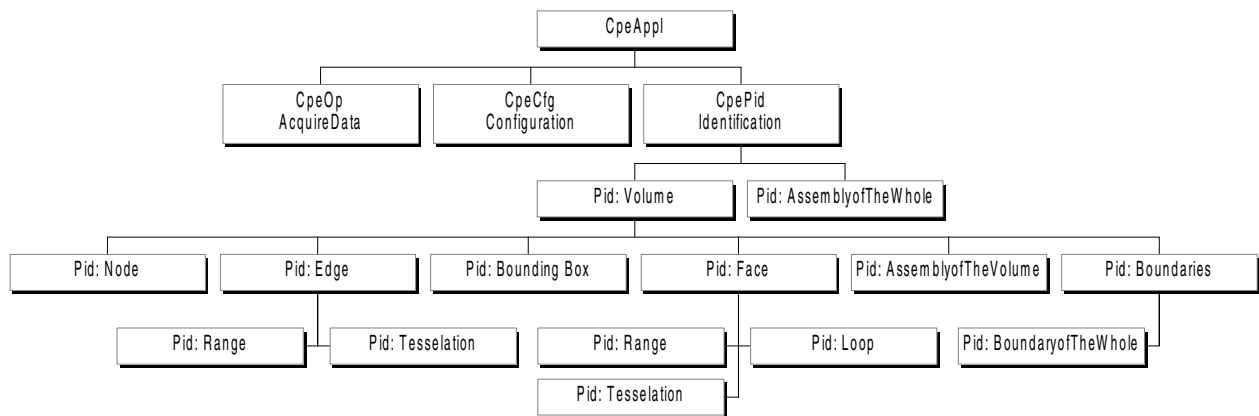 CpeAppl
CpeOp
AcquireData
CpeCfg
Configuration
CpePid
Identification
Pid: Volume
Pid: AssemblyofTheWhole
Pid: Node
Pid: Edge
Pid: Bounding Box
Pid: Face
Pid: AssemblyofTheVolume
Pid: Boundaries
Pid: Range
Pid: Tesselation
Pid: Range
Pid: Loop
Pid: BoundaryofTheWhole
Pid: Tesselation